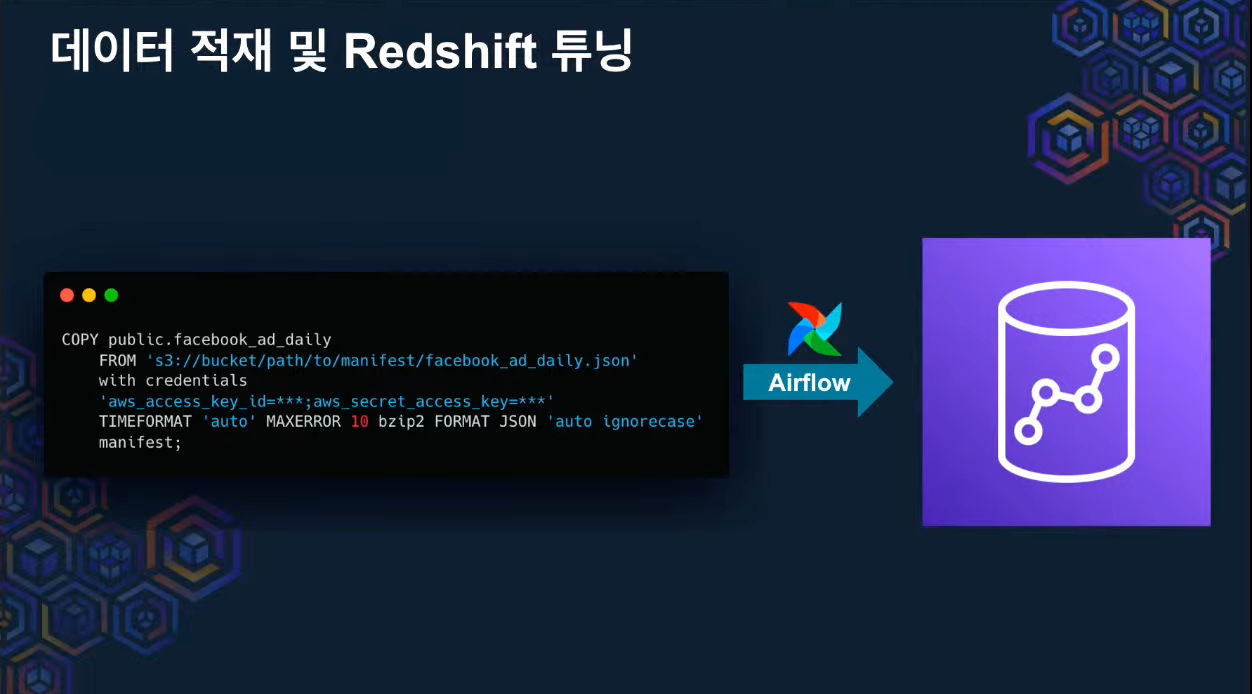 데이터 적재 및 Redshift 튜닝
COPY public.facebook_ad_daily
FROM 's3://bucket/path/to/manifest/facebook_ad_daily.json'
with credentials
'aws_access_key_id=***;aws_secret_access_key=***'
TIMEFORMAT 'auto' MAXERROR 10 bzip2 FORMAT JSON 'auto ignorecase'
manifest;
Airflow